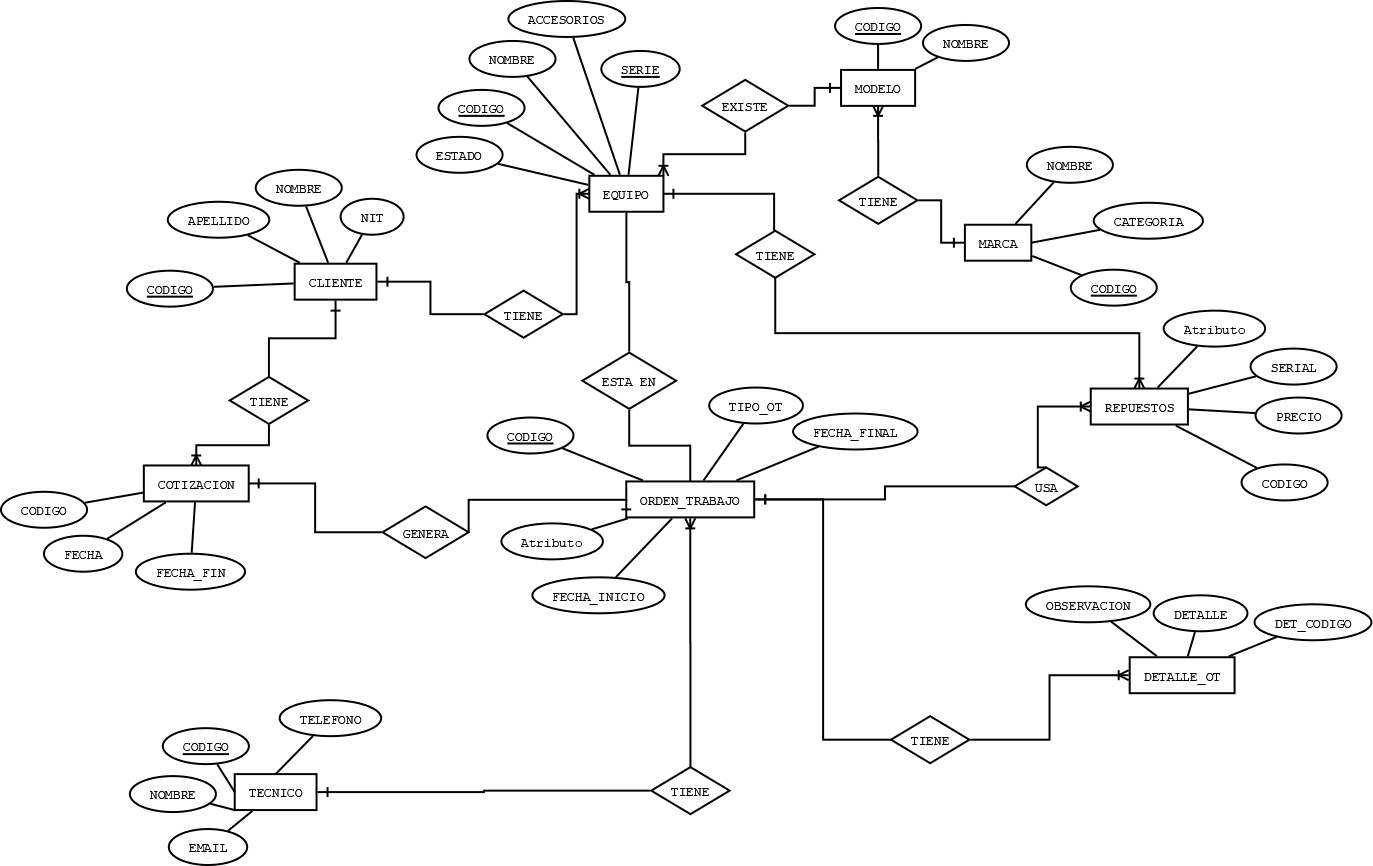 ACCESORIOS
CODIGO
NOMBRE
NOMBRE
SERIE
MODELO
CODIGO
EXISTE
ESTADO
NOMBRE
NOMBRE
EQUIPO
TIENE
APELLIDO
NIT
CATEGORIA
MARCA
TIENE
CLIENTE
CODIGO
CODIGO
TIENE
Atributo
SERIAL
ESTA EN
TIENE
TIPO_OT
REPUESTOS
PRECIO
CODIGO
FECHA_FINAL
COTIZACION
CODIGO
USA
ORDEN_TRABAJO
CODIGO
GENERA
Atributo
FECHA
FECHA_FIN
FECHA_INICIO
OBSERVACION
DETALLE
DET_CODIGO
DETALLE_OT
TELEFONO
TIENE
CODIGO
TECNICO
TIENE
NOMBRE
EMAIL